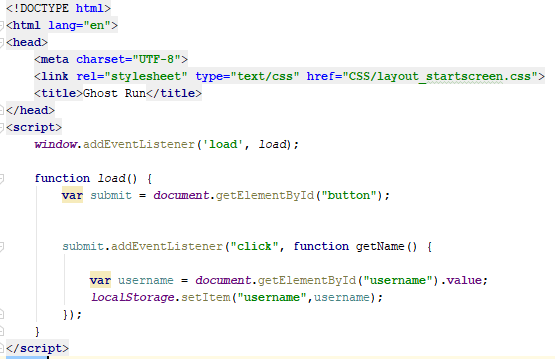 <!DOCTYPE html>
<html lang="en">
<head>
    <meta charset="UTF-8">
    <link rel="stylesheet" type="text/css" href="CSS/layout_startscreen.css">
    <title>Ghost Run</title>
</head>
<script>
    window.addEventListener('load', load);
    function load() {
        var submit = document.getElementById("button");
        submit.addEventListener("click", function getName() {
            var username = document.getElementById("username").value;
            localStorage.setItem("username",username);
        });
    }
</script>